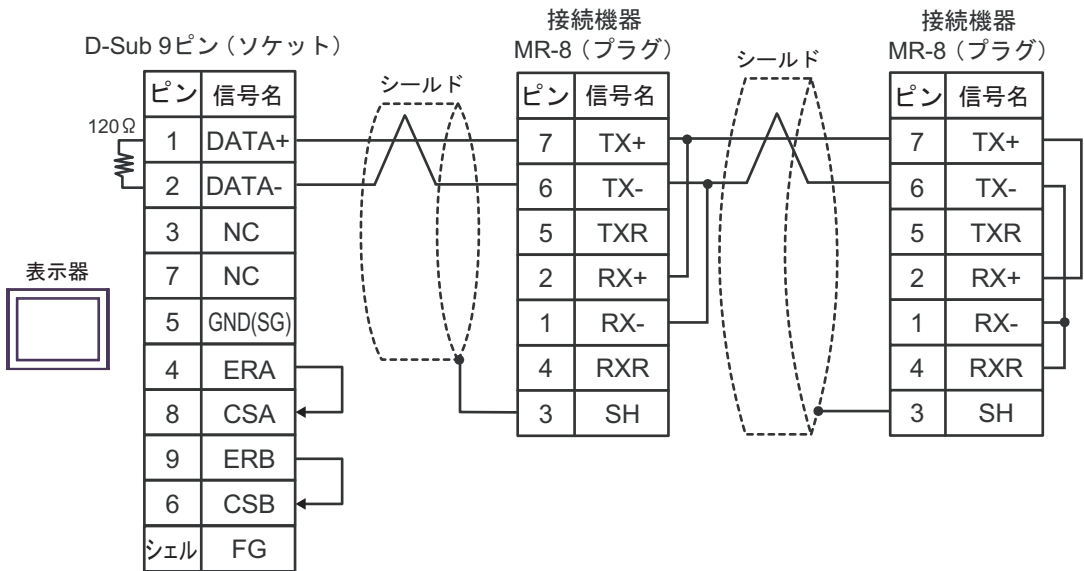 D-Sub 9ピン（ソケット）
ピン 信号名
120Ω
1 DATA+
2 DATA-
3 NC
7 NC
5 GND(SG)
4 ERA
8 CSA
9 ERB
6 CSB
シェル FG
表示器
シールド
接続機器
MR-8（プラグ）
ピン 信号名
7 TX+
6 TX-
5 TXR
2 RX+
1 RX-
4 RXR
3 SH
シールド
接続機器
MR-8（プラグ）
ピン 信号名
7 TX+
6 TX-
5 TXR
2 RX+
1 RX-
4 RXR
3 SH